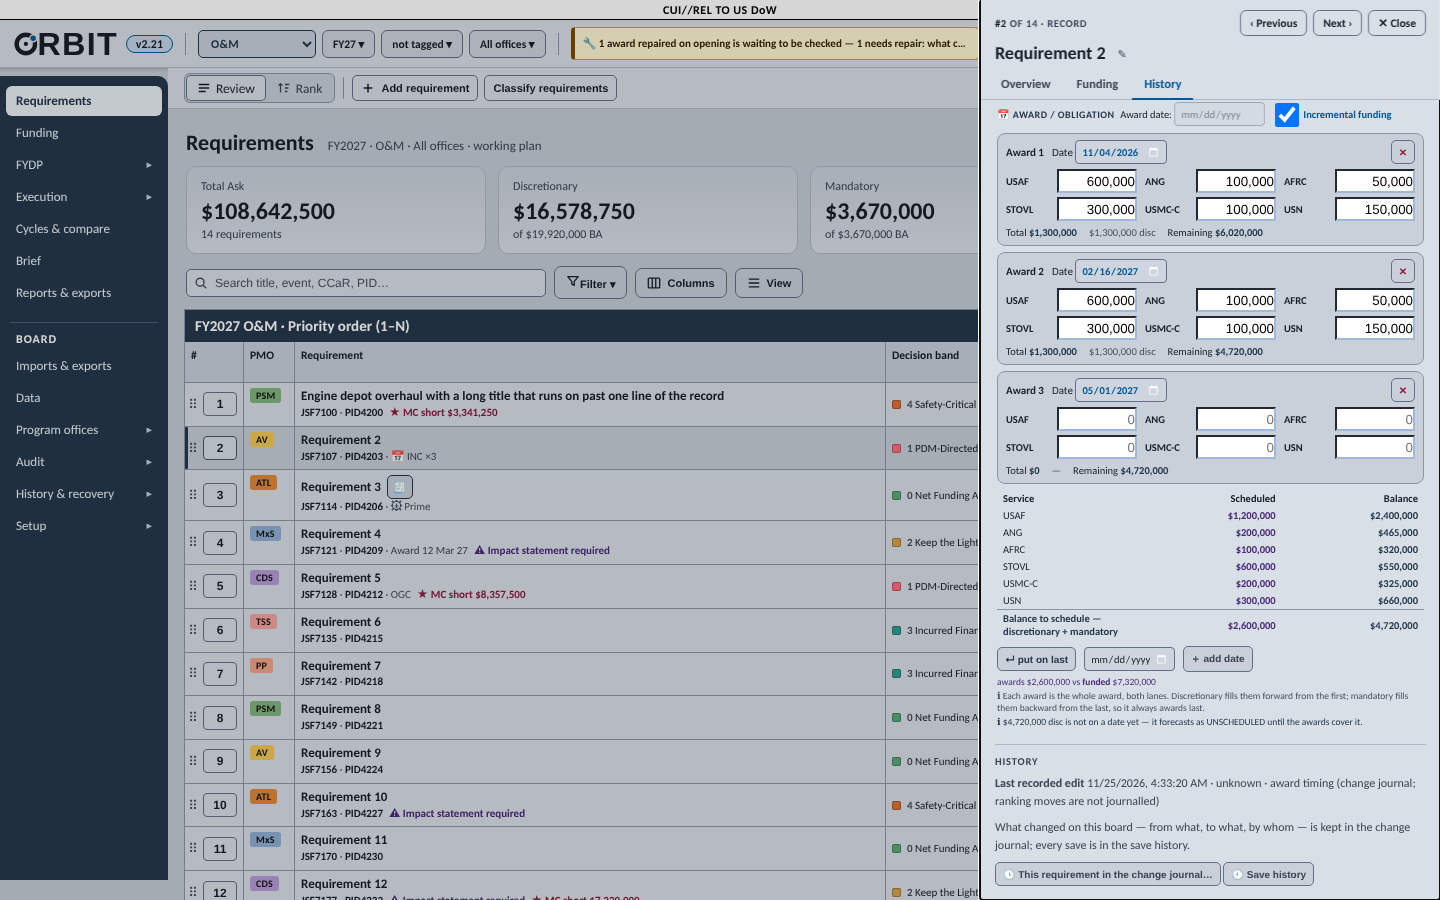 CUI//REL TO US DoW
ORBIT v2.21 O&M FY27 ▾ not tagged ▾ All offices ▾ 🔧 1 award repaired on opening is waiting to be checked — 1 needs repair: what c…
Requirements
Funding
FYDP ▸
Execution ▸
Cycles & compare
Brief
Reports & exports
BOARD
Imports & exports
Data
Program offices ▸
Audit ▸
History & recovery ▸
Setup ▸
Review Rank + Add requirement Classify requirements
Requirements FY2027 · O&M · All offices · working plan
Total Ask
$108,642,500
14 requirements
Discretionary
$16,578,750
of $19,920,000 BA
Mandatory
$3,670,000
of $3,670,000 BA
Search title, event, CCaR, PID… Filter ▾ Columns View
FY2027 O&M · Priority order (1–N)
# PMO Requirement Decision band
1 PSM Engine depot overhaul with a long title that runs on past one line of the record
JSF7100 · PID4200 ★ MC short $3,341,250
4 Safety-Critical
2 AV Requirement 2
JSF7107 · PID4203 · 📅 INC ×3
1 PDM-Directed
3 ATL Requirement 3
JSF7114 · PID4206 · Prime
0 Net Funding A
4 MxS Requirement 4
JSF7121 · PID4209 · Award 12 Mar 27 ⚠ Impact statement required
2 Keep the Light
5 CDS Requirement 5
JSF7128 · PID4212 · OGC ★ MC short $8,357,500
1 PDM-Directed
6 TSS Requirement 6
JSF7135 · PID4215
3 Incurred Finan
7 PP Requirement 7
JSF7142 · PID4218
3 Incurred Finan
8 PSM Requirement 8
JSF7149 · PID4221
0 Net Funding A
9 AV Requirement 9
JSF7156 · PID4224
0 Net Funding A
10 ATL Requirement 10
JSF7163 · PID4227 ⚠ Impact statement required
4 Safety-Critical
11 MxS Requirement 11
JSF7170 · PID4230
0 Net Funding A
12 CDS Requirement 12
2 Keep the Light
#2 OF 14 · RECORD ‹ Previous Next › ✕ Close
Requirement 2 ✎
Overview Funding History
📅 AWARD / OBLIGATION Award date: mm/dd/yyyy Incremental funding
Award 1 Date 11/04/2026 ×
USAF 600,000 ANG 100,000 AFRC 50,000
STOVL 300,000 USMC-C 100,000 USN 150,000
Total $1,300,000 $1,300,000 disc Remaining $6,020,000
Award 2 Date 02/16/2027 ×
USAF 600,000 ANG 100,000 AFRC 50,000
STOVL 300,000 USMC-C 100,000 USN 150,000
Total $1,300,000 $1,300,000 disc Remaining $4,720,000
Award 3 Date 05/01/2027 ×
USAF 0 ANG 0 AFRC 0
STOVL 0 USMC-C 0 USN 0
Total $0 — Remaining $4,720,000
Service Scheduled Balance
USAF $1,200,000 $2,400,000
ANG $200,000 $465,000
AFRC $100,000 $320,000
STOVL $600,000 $550,000
USMC-C $200,000 $325,000
USN $300,000 $660,000
Balance to schedule —
discretionary + mandatory $2,600,000 $4,720,000
↵ put on last mm/dd/yyyy + add date
awards $2,600,000 vs funded $7,320,000
ℹ Each award is the whole award, both lanes. Discretionary fills them forward from the first; mandatory fills
them backward from the last, so it always awards last.
ℹ $4,720,000 disc is not on a date yet — it forecasts as UNSCHEDULED until the awards cover it.
HISTORY
Last recorded edit 11/25/2026, 4:33:20 AM · unknown · award timing (change journal;
ranking moves are not journalled)
What changed on this board — from what, to what, by whom — is kept in the change
journal; every save is in the save history.
🕓 This requirement in the change journal… 🕓 Save history